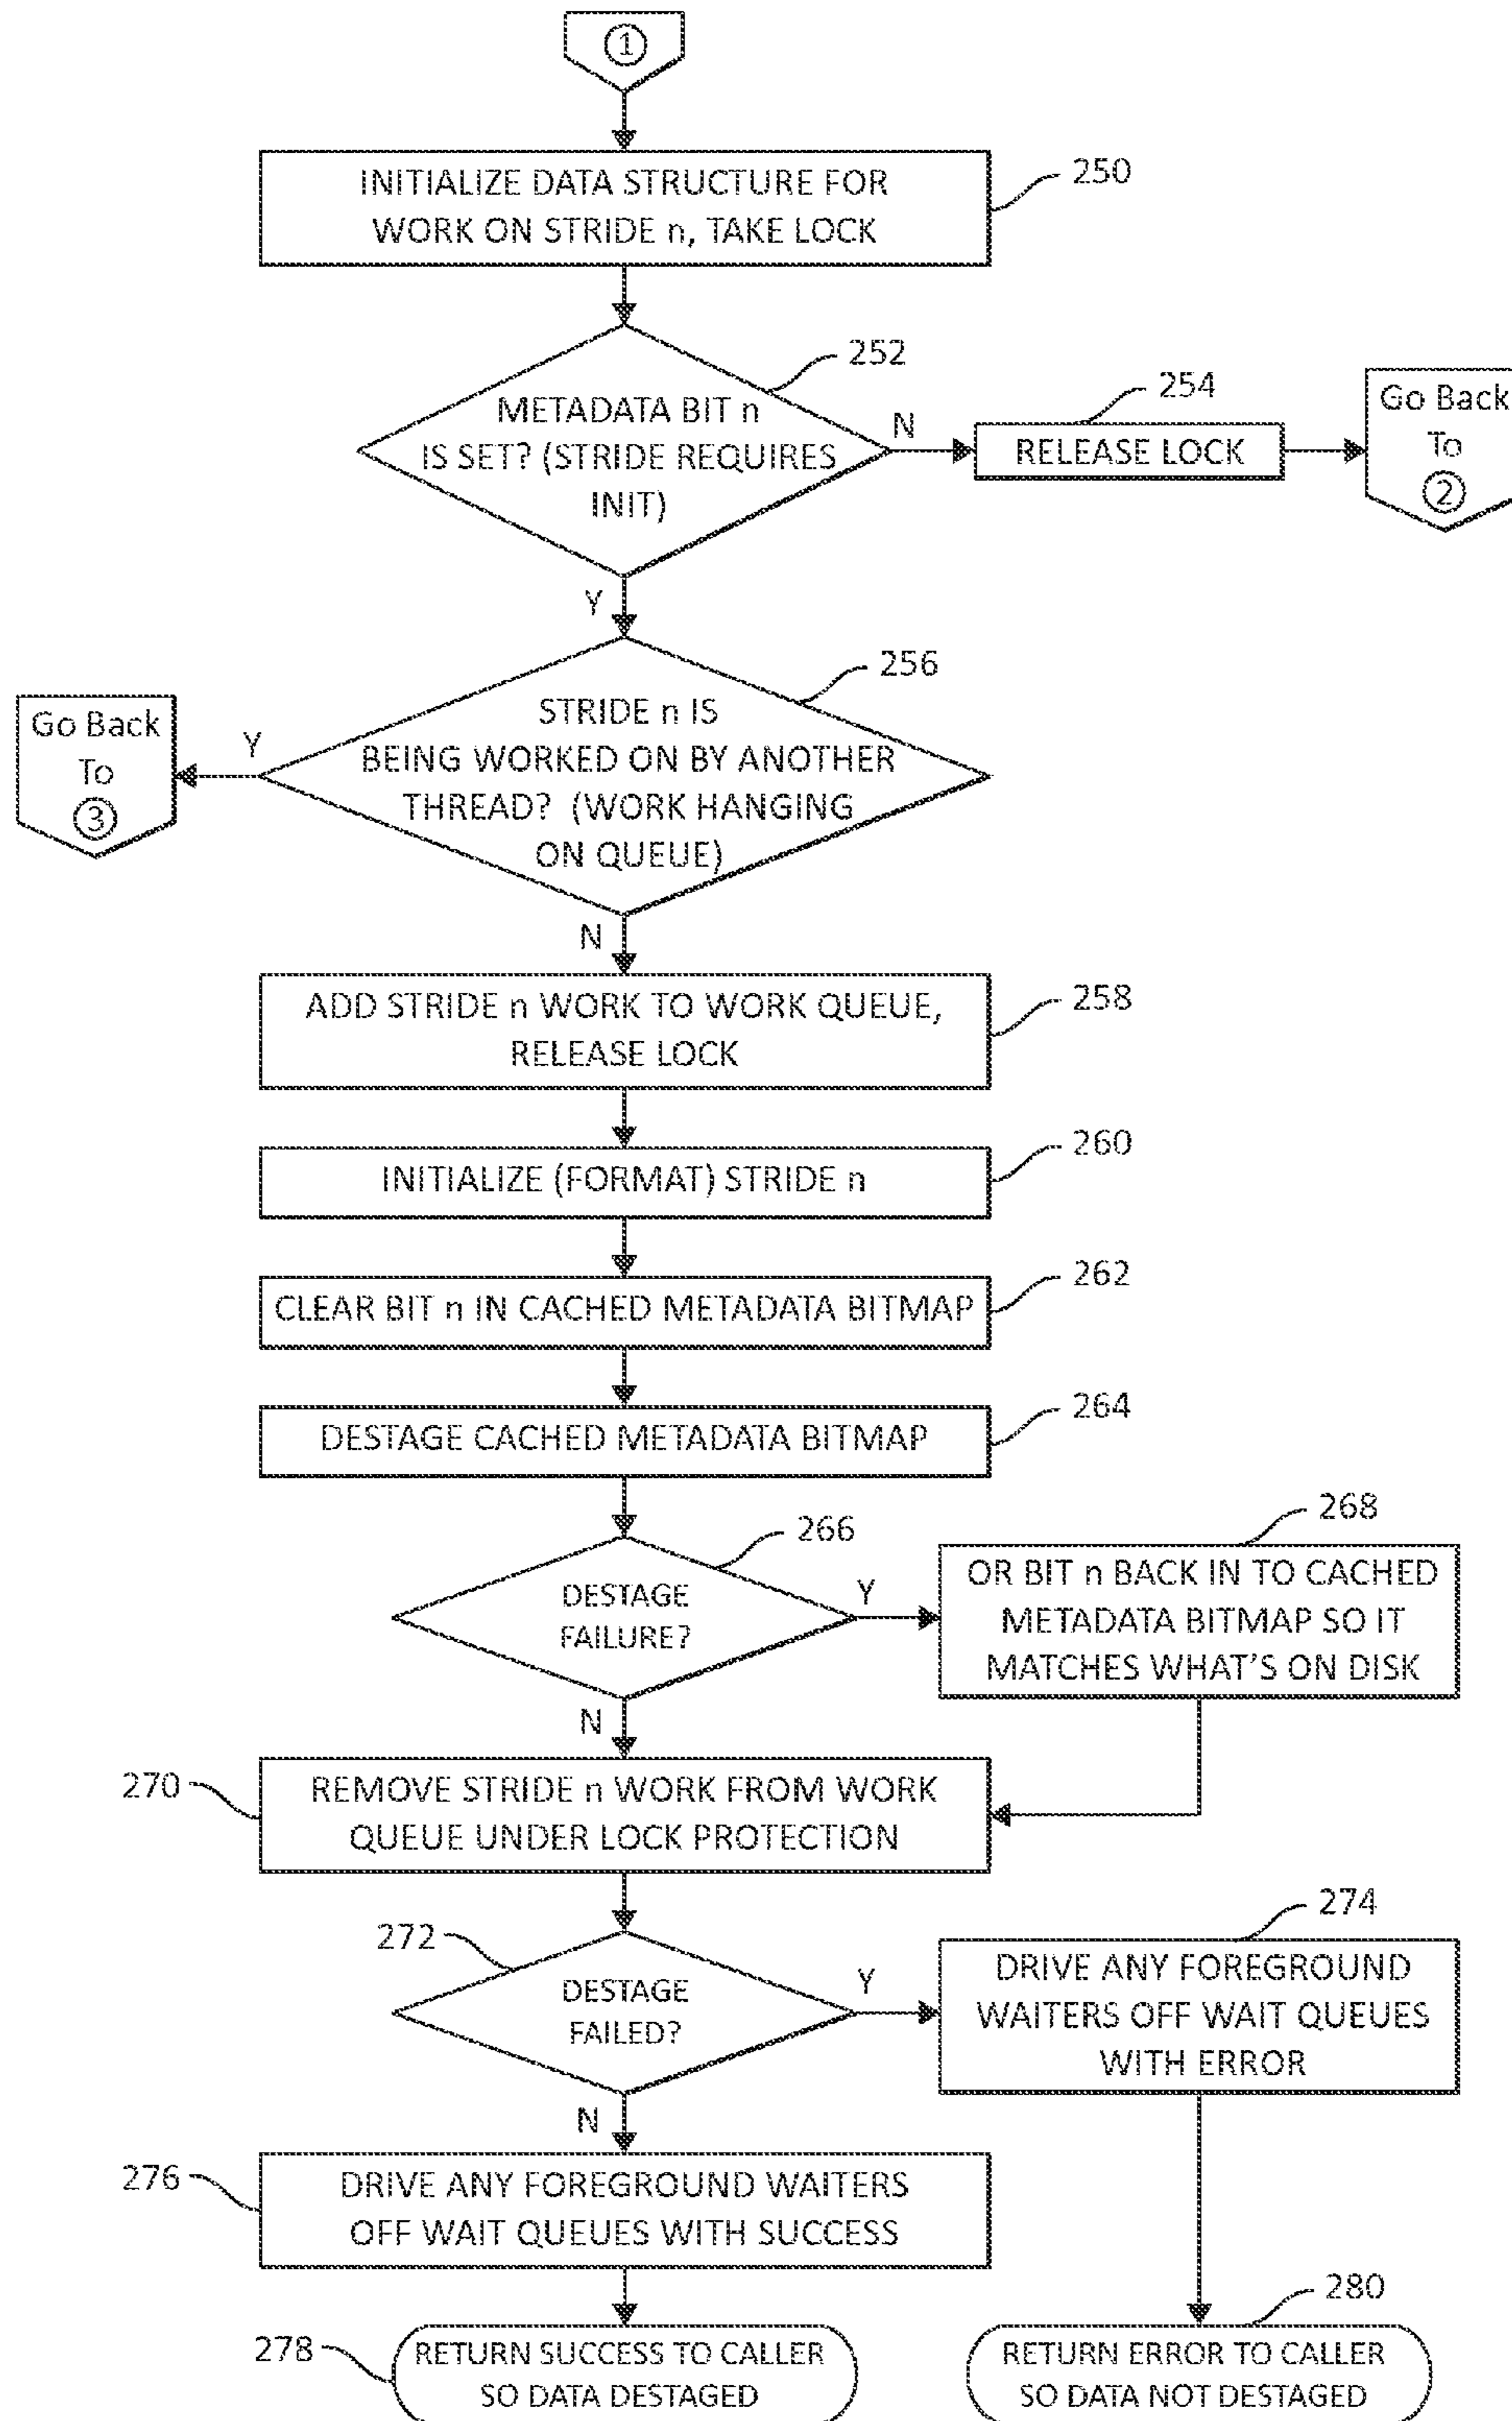 1
INITIALIZE DATA STRUCTURE FOR
WORK ON STRIDE n, TAKE LOCK
250
METADATA BIT n
IS SET? (STRIDE REQUIRES
INIT)
252
N
RELEASE LOCK
254
Go Back
To
2
Y
STRIDE n IS
BEING WORKED ON BY ANOTHER
THREAD? (WORK HANGING
ON QUEUE)
256
Y
Go Back
To
3
N
ADD STRIDE n WORK TO WORK QUEUE,
RELEASE LOCK
258
INITIALIZE (FORMAT) STRIDE n
260
CLEAR BIT n IN CACHED METADATA BITMAP
262
DESTAGE CACHED METADATA BITMAP
264
DESTAGE
FAILURE?
266
Y
OR BIT n BACK IN TO CACHED
METADATA BITMAP SO IT
MATCHES WHAT'S ON DISK
268
N
270
REMOVE STRIDE n WORK FROM WORK
QUEUE UNDER LOCK PROTECTION
272
DESTAGE
FAILED?
Y
DRIVE ANY FOREGROUND
WAITERS OFF WAIT QUEUES
WITH ERROR
274
N
276
DRIVE ANY FOREGROUND WAITERS
OFF WAIT QUEUES WITH SUCCESS
278
RETURN SUCCESS TO CALLER
SO DATA DESTAGED
280
RETURN ERROR TO CALLER
SO DATA NOT DESTAGED